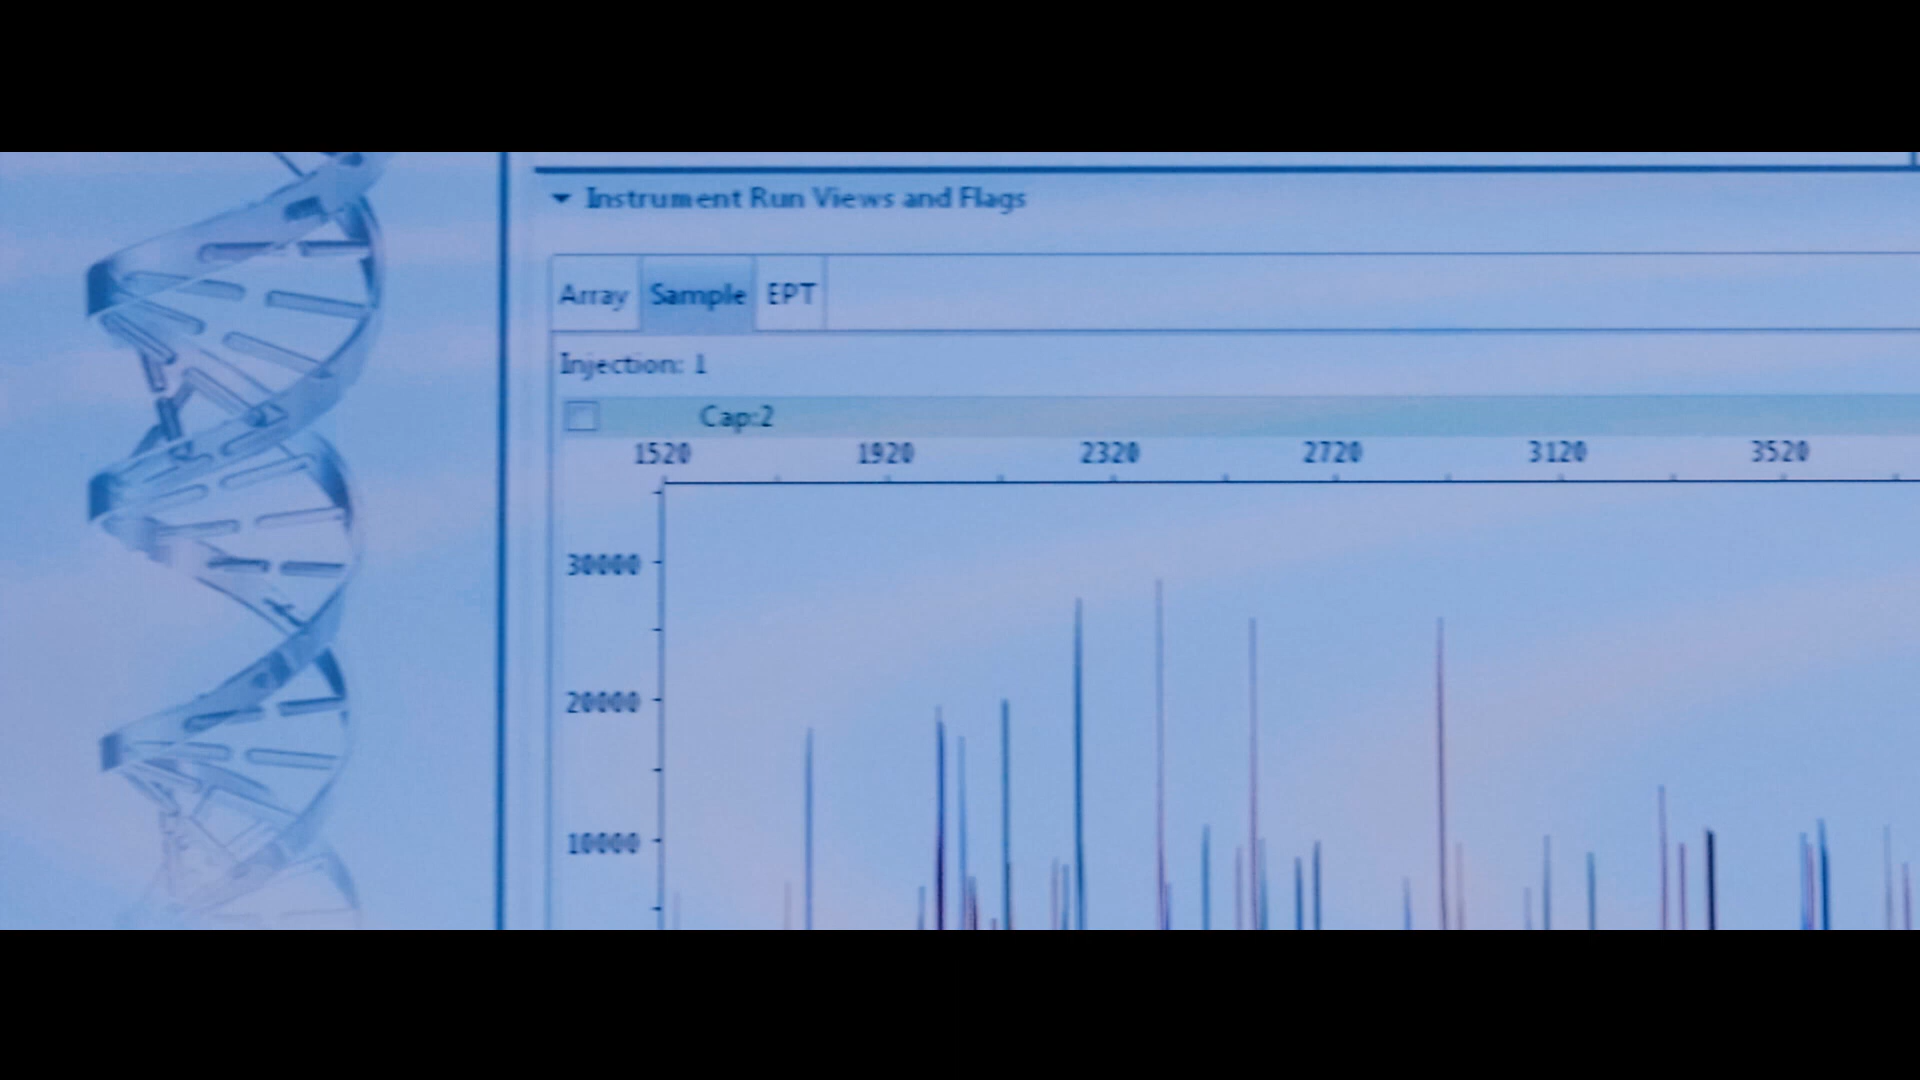 Instrument Run Views and Flags
Array Sample EPT
Injection: 1
Cap:2
1520 1920 2320 2720 3120 3520
30000
20000
10000